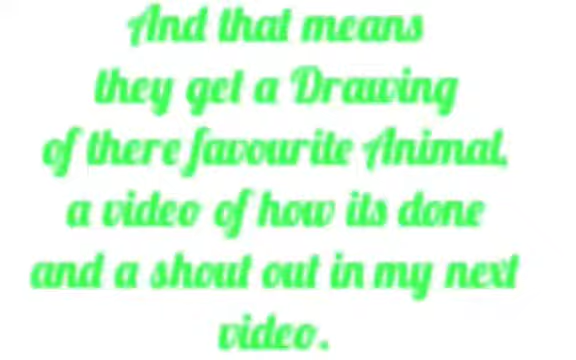 And that means
they get a Drawing
of there favourite Animal,
a video of how its done
and a shout out in my next
video.